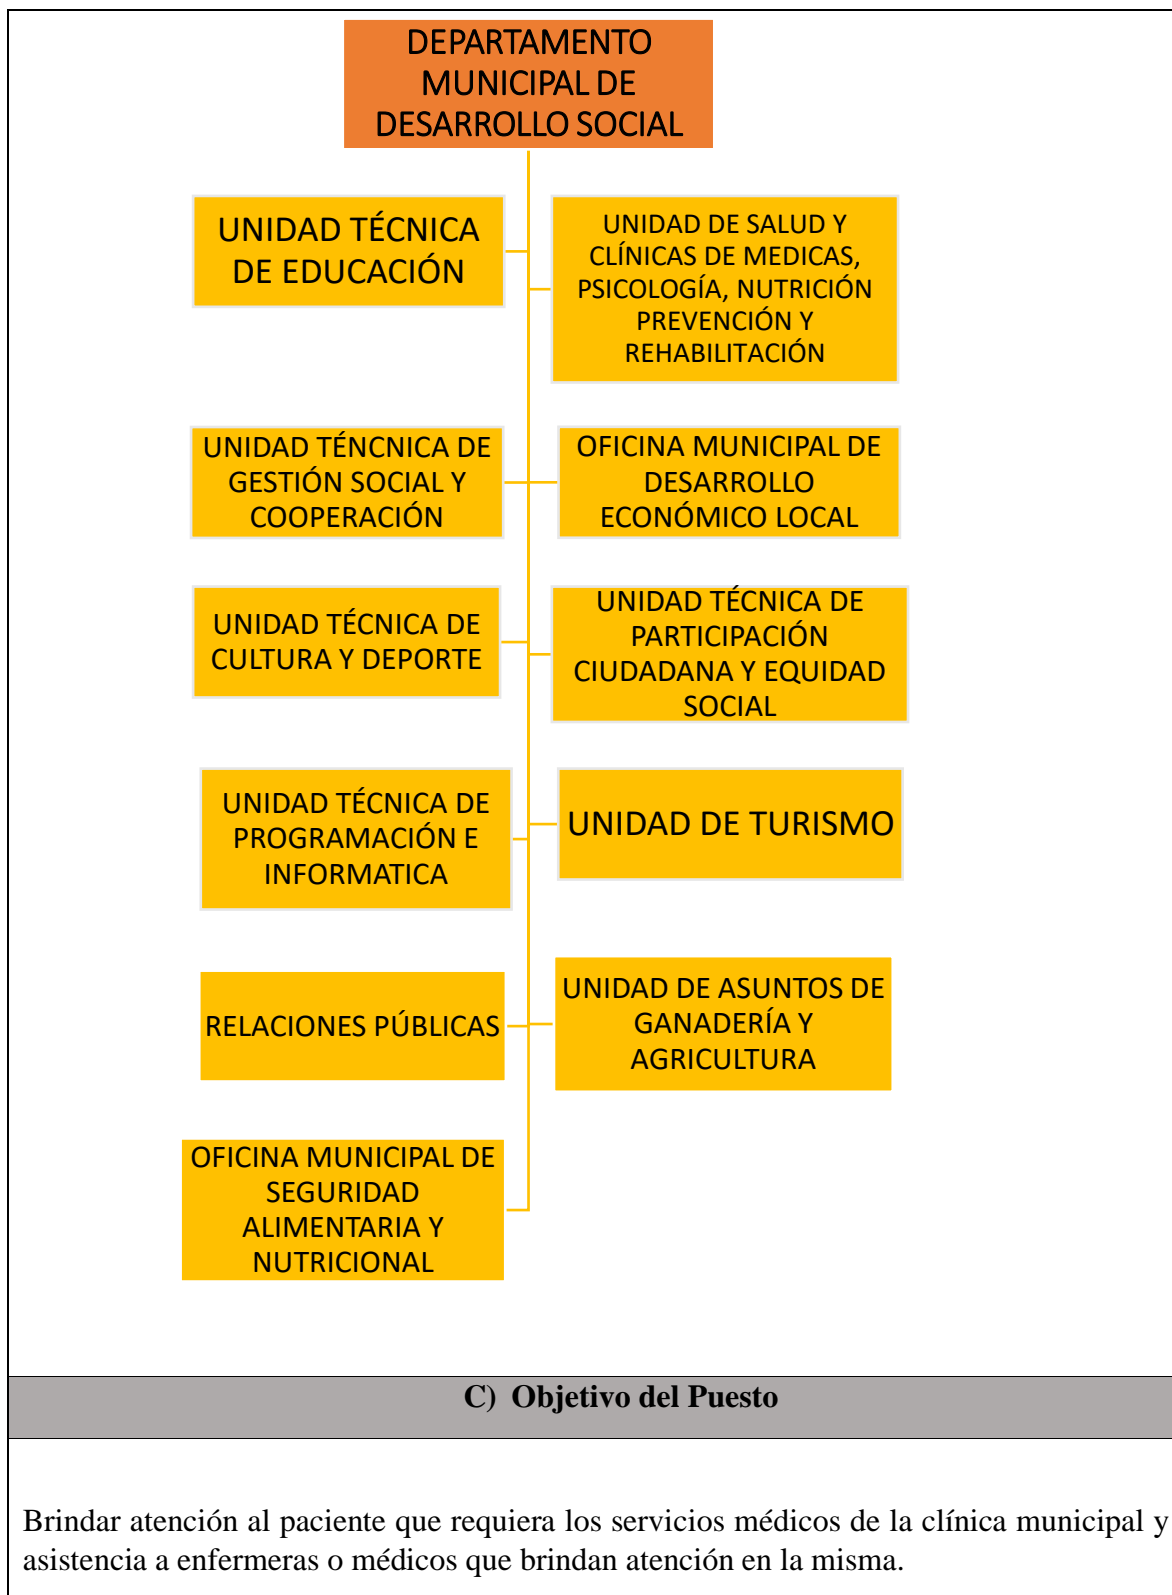 DEPARTAMENTO
MUNICIPAL DE
DESARROLLO SOCIAL
UNIDAD TÉCNICA
DE EDUCACIÓN
UNIDAD DE SALUD Y
CLÍNICAS DE MEDICAS,
PSICOLOGÍA, NUTRICIÓN
PREVENCIÓN Y
REHABILITACIÓN
UNIDAD TÉNCNICA DE
GESTIÓN SOCIAL Y
COOPERACIÓN
OFICINA MUNICIPAL DE
DESARROLLO
ECONÓMICO LOCAL
UNIDAD TÉCNICA DE
CULTURA Y DEPORTE
UNIDAD TÉCNICA DE
PARTICIPACIÓN
CIUDADANA Y EQUIDAD
SOCIAL
UNIDAD TÉCNICA DE
PROGRAMACIÓN E
INFORMATICA
UNIDAD DE TURISMO
RELACIONES PÚBLICAS
UNIDAD DE ASUNTOS DE
GANADERÍA Y
AGRICULTURA
OFICINA MUNICIPAL DE
SEGURIDAD
ALIMENTARIA Y
NUTRICIONAL
C) Objetivo del Puesto
Brindar atención al paciente que requiera los servicios médicos de la clínica municipal y
asistencia a enfermeras o médicos que brindan atención en la misma.